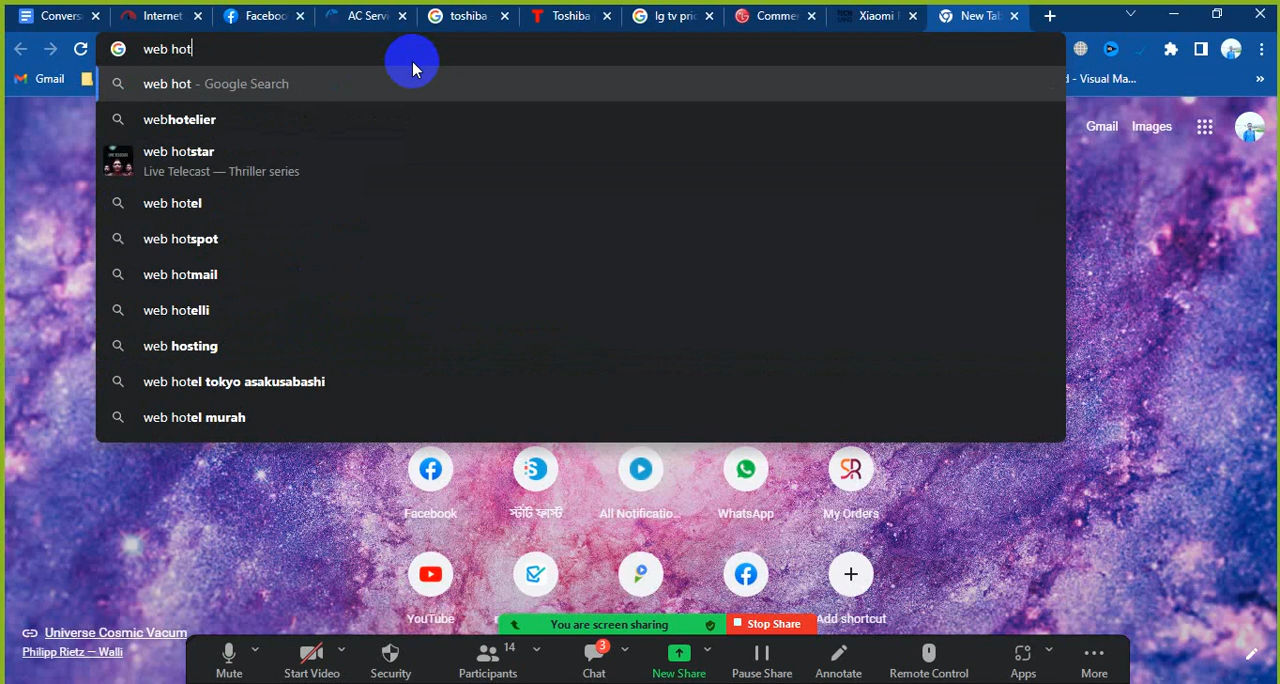 Convers
Internet
Faceboo
AC Servi
toshiba
Toshiba
lg tv pric
Comme
Xiaomi
New Tab
web hot
Gmail
d - Visual Ma...
»
web hot - Google Search
webhotelier
web hotstar
Live Telecast — Thriller series
web hotel
web hotspot
web hotmail
web hotelli
web hosting
web hotel tokyo asakusabashi
web hotel murah
Gmail Images
Facebook
স্টার্ট ফাস্ট
All Notificatio...
WhatsApp
My Orders
YouTube
Add shortcut
You are screen sharing
Stop Share
Universe Cosmic Vacum
Philipp Rietz — Walli
14
3
Mute
Start Video
Security
Participants
Chat
New Share
Pause Share
Annotate
Remote Control
Apps
More